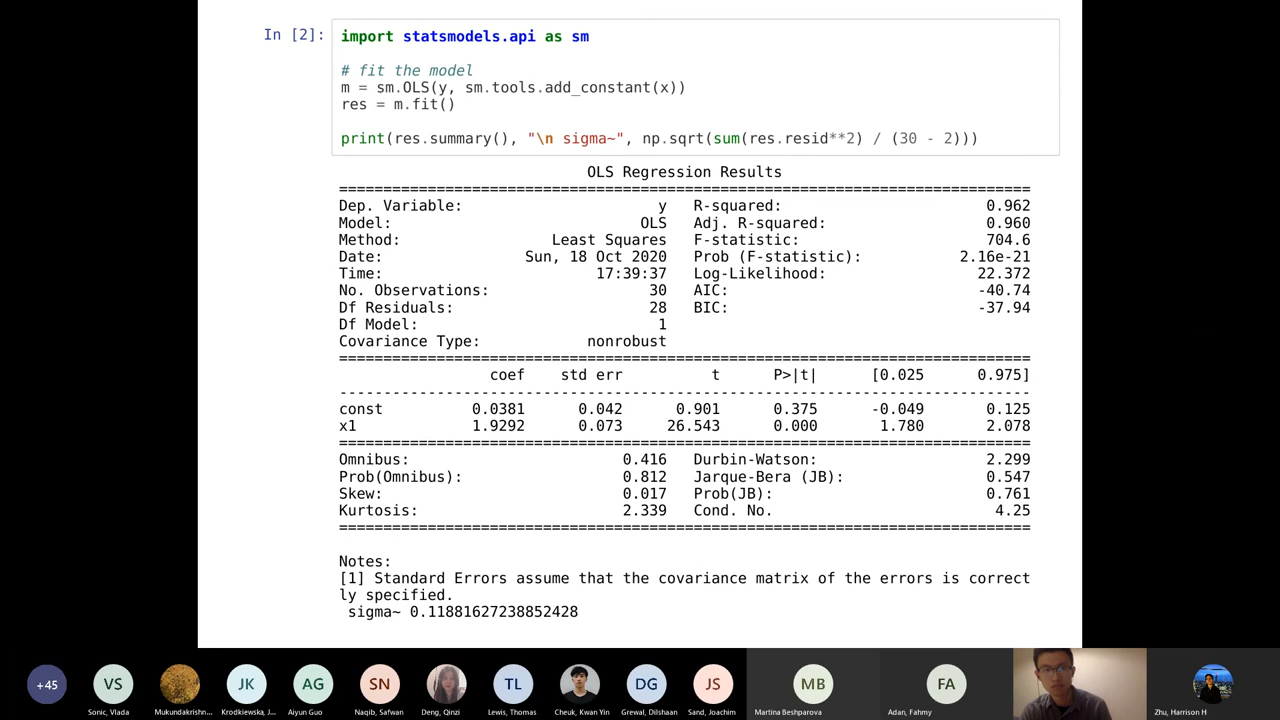 In [2]:
import statsmodels.api as sm
# fit the model
m = sm.OLS(y, sm.tools.add_constant(x))
res = m.fit()
print(res.summary(), "\n sigma~", np.sqrt(sum(res.resid**2) / (30 - 2)))
OLS Regression Results
==============================================================================
Dep. Variable: y R-squared: 0.962
Model: OLS Adj. R-squared: 0.960
Method: Least Squares F-statistic: 704.6
Date: Sun, 18 Oct 2020 Prob (F-statistic): 2.16e-21
Time: 17:39:37 Log-Likelihood: 22.372
No. Observations: 30 AIC: -40.74
Df Residuals: 28 BIC: -37.94
Df Model: 1
Covariance Type: nonrobust
==============================================================================
coef std err t P>|t| [0.025 0.975]
------------------------------------------------------------------------------
const 0.0381 0.042 0.901 0.375 -0.049 0.125
x1 1.9292 0.073 26.543 0.000 1.780 2.078
==============================================================================
Omnibus: 0.416 Durbin-Watson: 2.299
Prob(Omnibus): 0.812 Jarque-Bera (JB): 0.547
Skew: 0.017 Prob(JB): 0.761
Kurtosis: 2.339 Cond. No. 4.25
==============================================================================
Notes:
[1] Standard Errors assume that the covariance matrix of the errors is correct
ly specified.
sigma~ 0.11881627238852428
+45 VS JK AG SN TL DG JS MB FA
Sonic, Vlada Mukundakrishn... Krodkiewska, J... Aiyun Guo Naqib, Safwan Deng, Qinzi Lewis, Thomas Cheuk, Kwan Yin Grewal, Dilshaan Sand, Joachim Martina Beshparova Adan, Fahmy Zhu, Harrison H